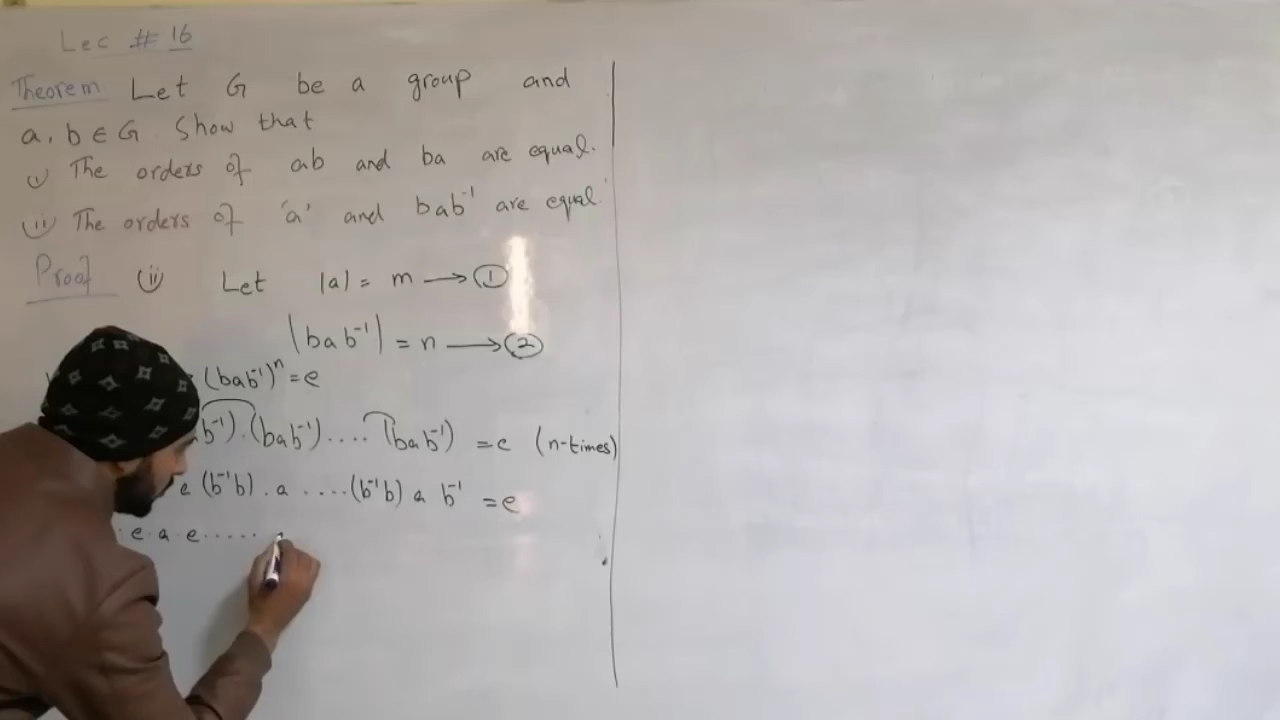 Lec # 16
Theorem Let G be a group and
a, b ∈ G. Show that
(i) The orders of ab and ba are equal.
(ii) The orders of 'a' and bab⁻¹ are equal.
Proof (ii) Let |a| = m → ①
|bab⁻¹| = n → ②
(bab⁻¹)ⁿ = e
b⁻¹).(bab⁻¹).... (bab⁻¹) = e (n-times)
e (b⁻¹b) . a ....(b⁻¹b) a b⁻¹ = e
. e . a . e ......